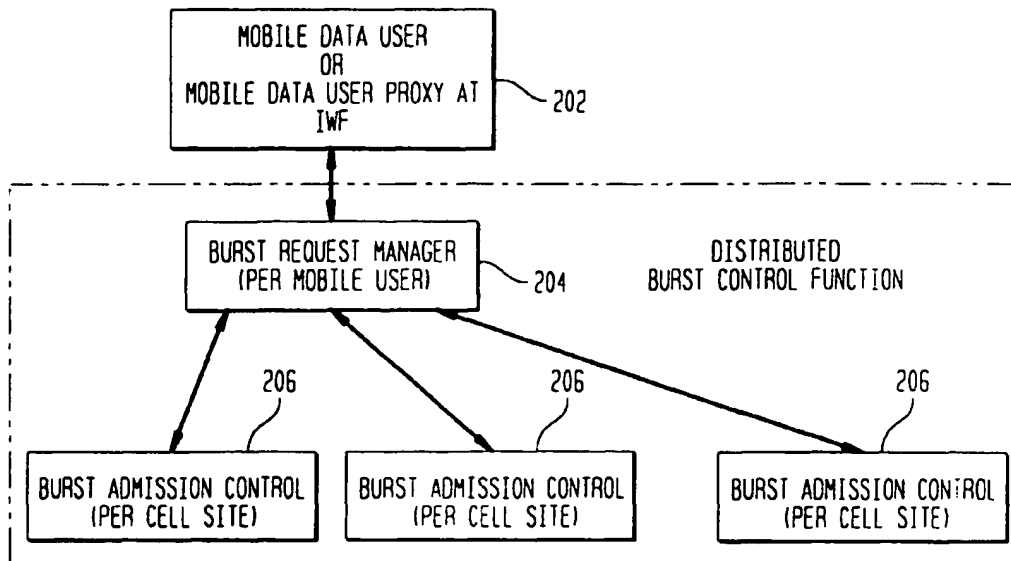 MOBILE DATA USER
OR
MOBILE DATA USER PROXY AT
IWF
202
BURST REQUEST MANAGER
(PER MOBILE USER)
204
DISTRIBUTED
BURST CONTROL FUNCTION
206
206
206
BURST ADMISSION CONTROL
(PER CELL SITE)
BURST ADMISSION CONTROL
(PER CELL SITE)
BURST ADMISSION CONTROL
(PER CELL SITE)